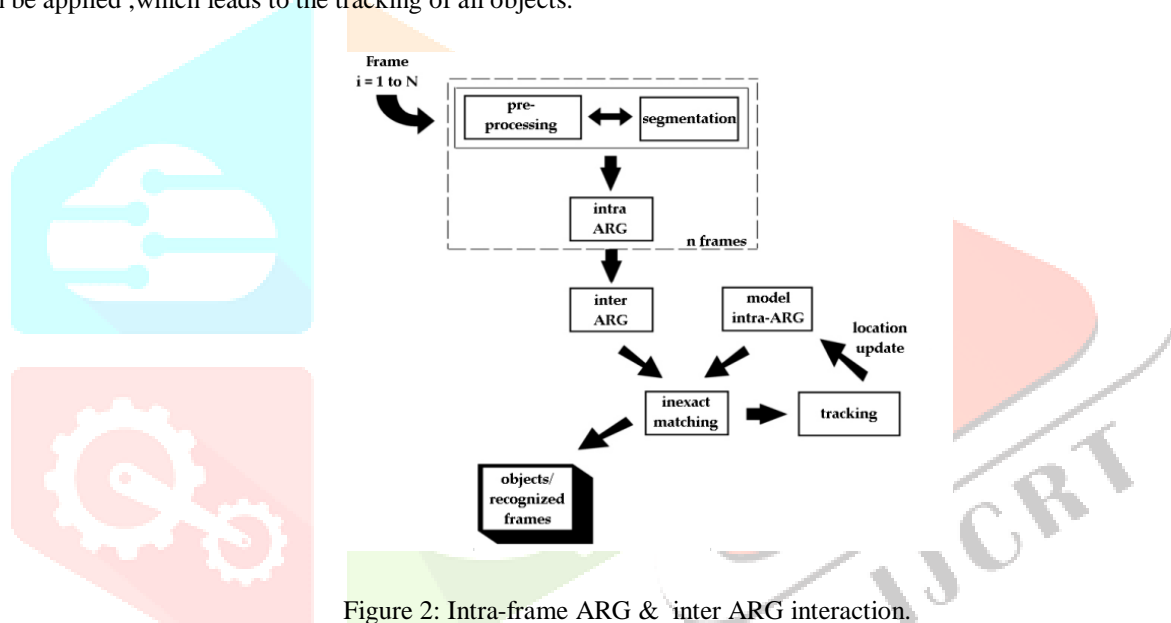 be applied ,which leads to the tracking of all objects.
Frame
i = 1 to N
pre-
processing
segmentation
intra
ARG
n frames
inter
ARG
model
intra-ARG
location
update
inexact
matching
tracking
objects/
recognized
frames
IJCRT
Figure 2: Intra-frame ARG & inter ARG interaction.